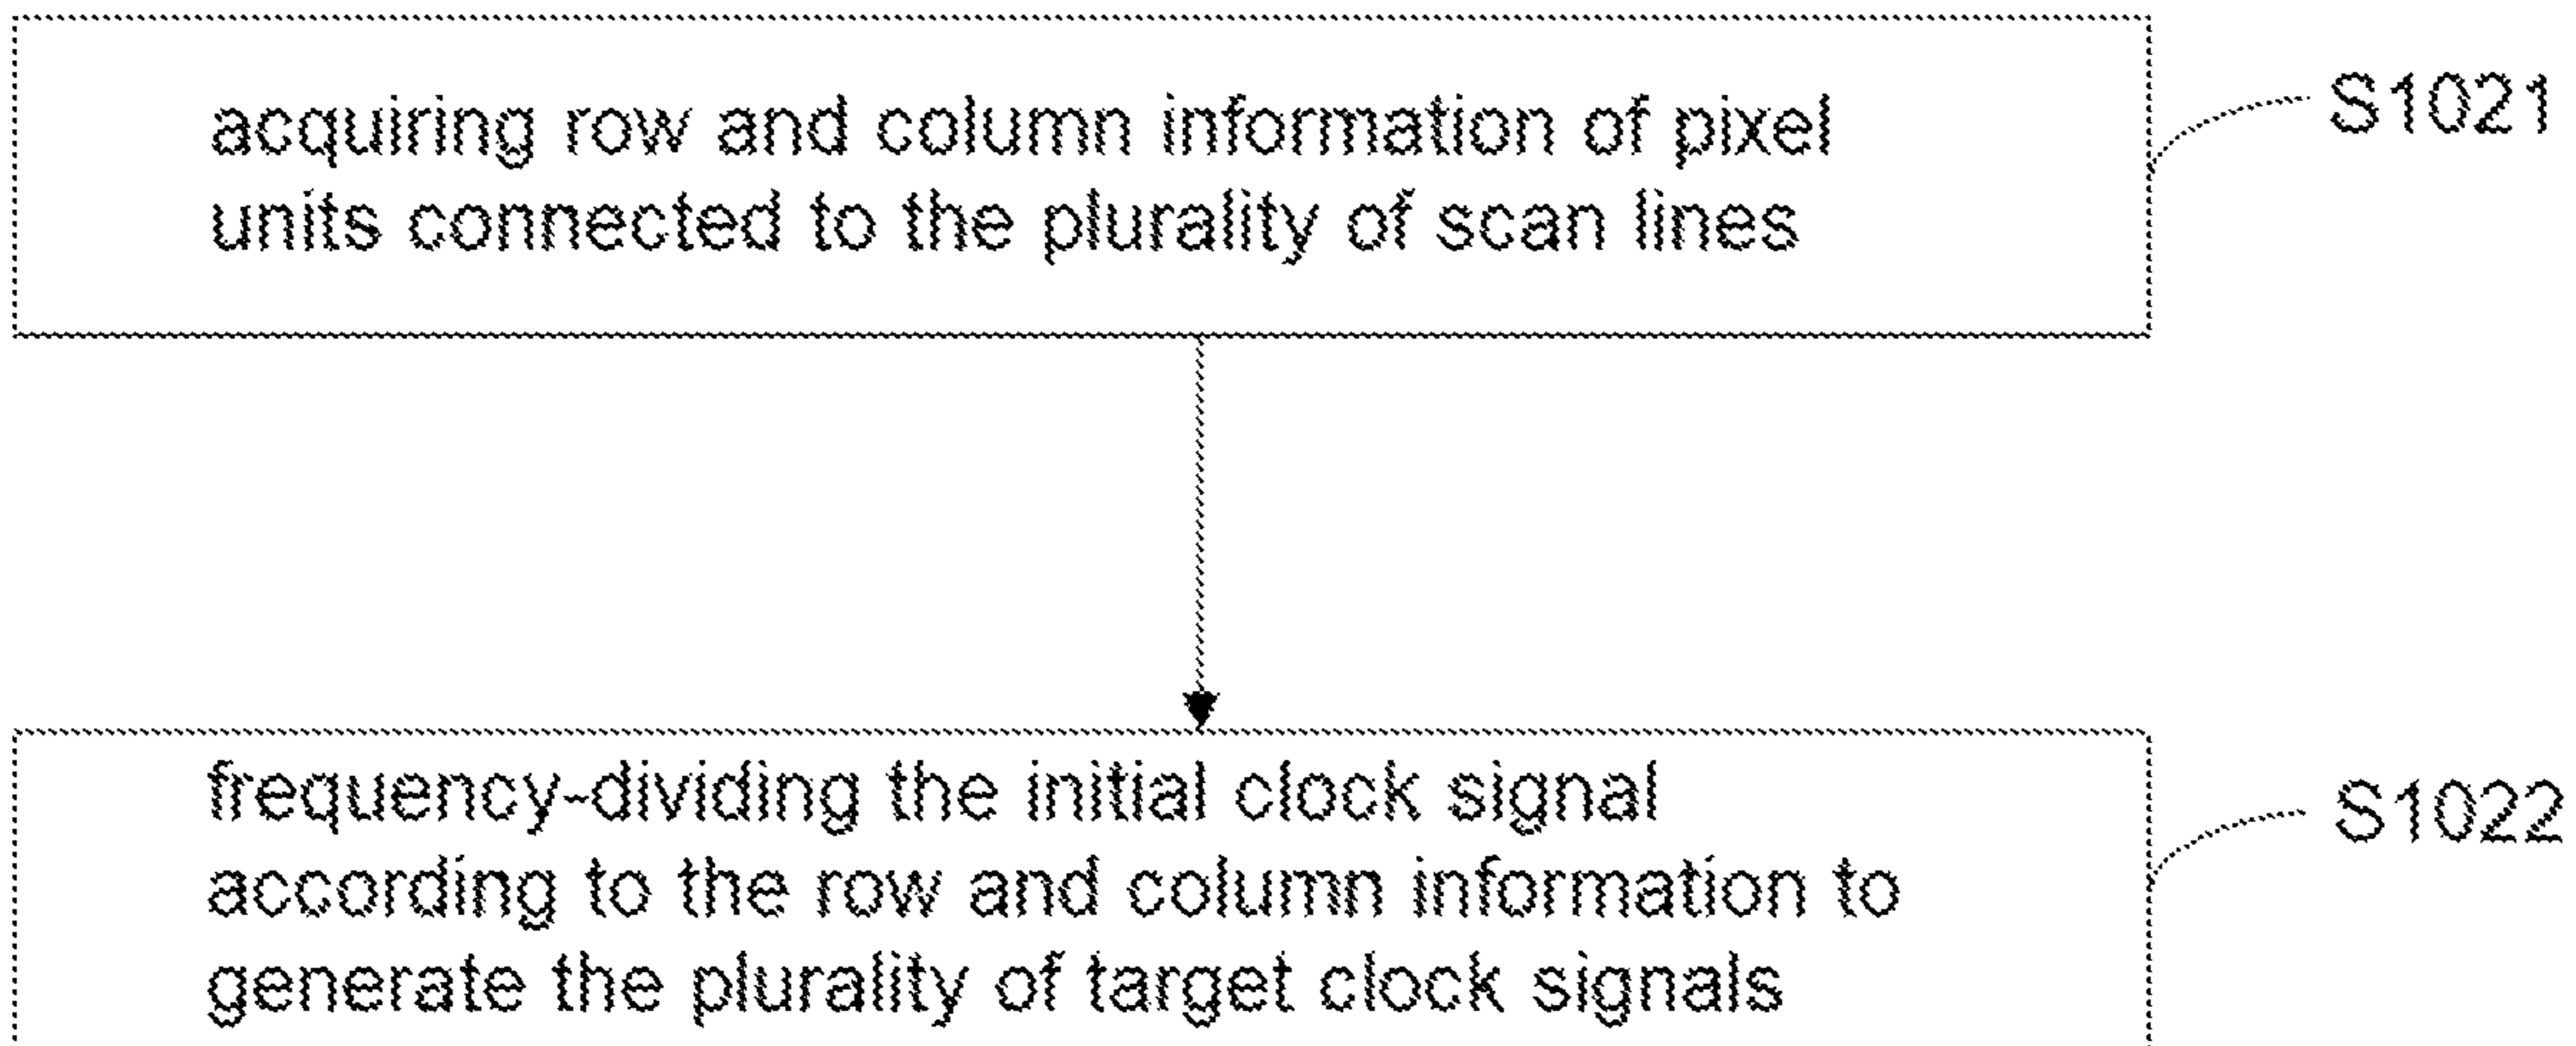 acquiring row and column information of pixel
units connected to the plurality of scan lines
S1021
frequency-dividing the initial clock signal
according to the row and column information to
generate the plurality of target clock signals
S1022